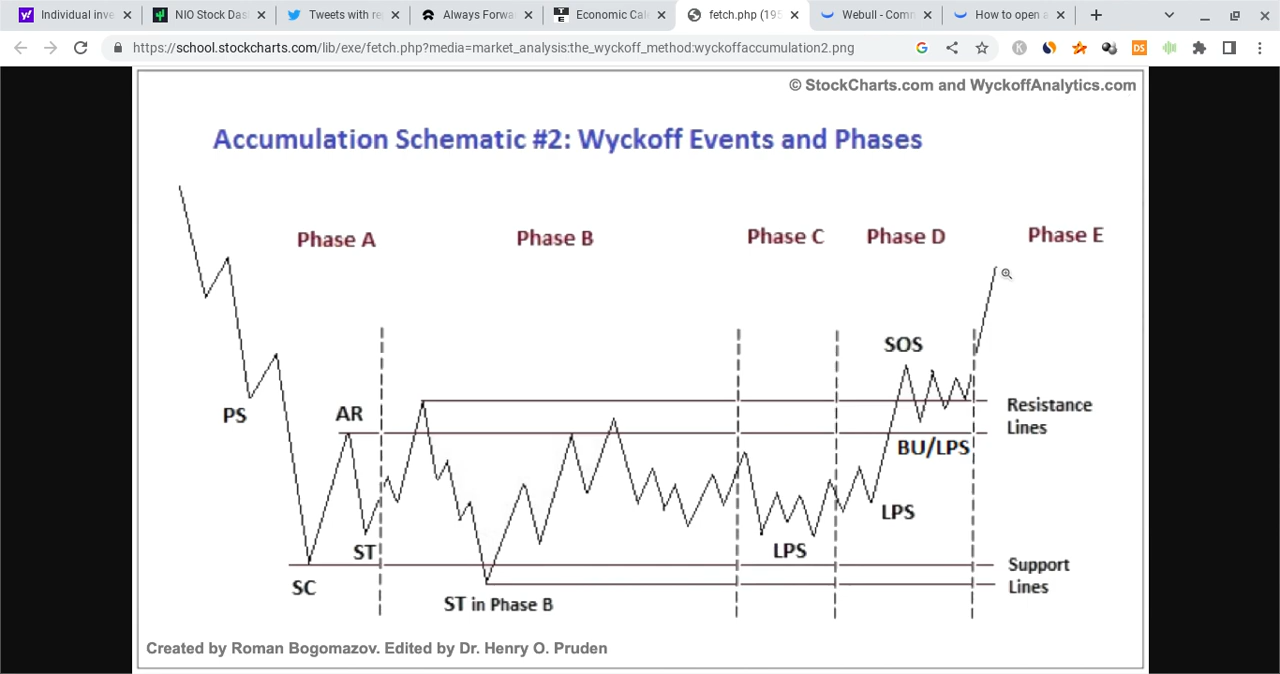 Individual inve
NIO Stock Das
Tweets with re
Always Forwa
Economic Cal
fetch.php (195
Webull - Comm
How to open a
https://school.stockcharts.com/lib/exe/fetch.php?media=market_analysis:the_wyckoff_method:wyckoffaccumulation2.png
© StockCharts.com and WyckoffAnalytics.com
Accumulation Schematic #2: Wyckoff Events and Phases
Phase A
Phase B
Phase C
Phase D
Phase E
SOS
PS
AR
Resistance
Lines
BU/LPS
LPS
ST
LPS
Support
Lines
SC
ST in Phase B
Created by Roman Bogomazov. Edited by Dr. Henry O. Pruden